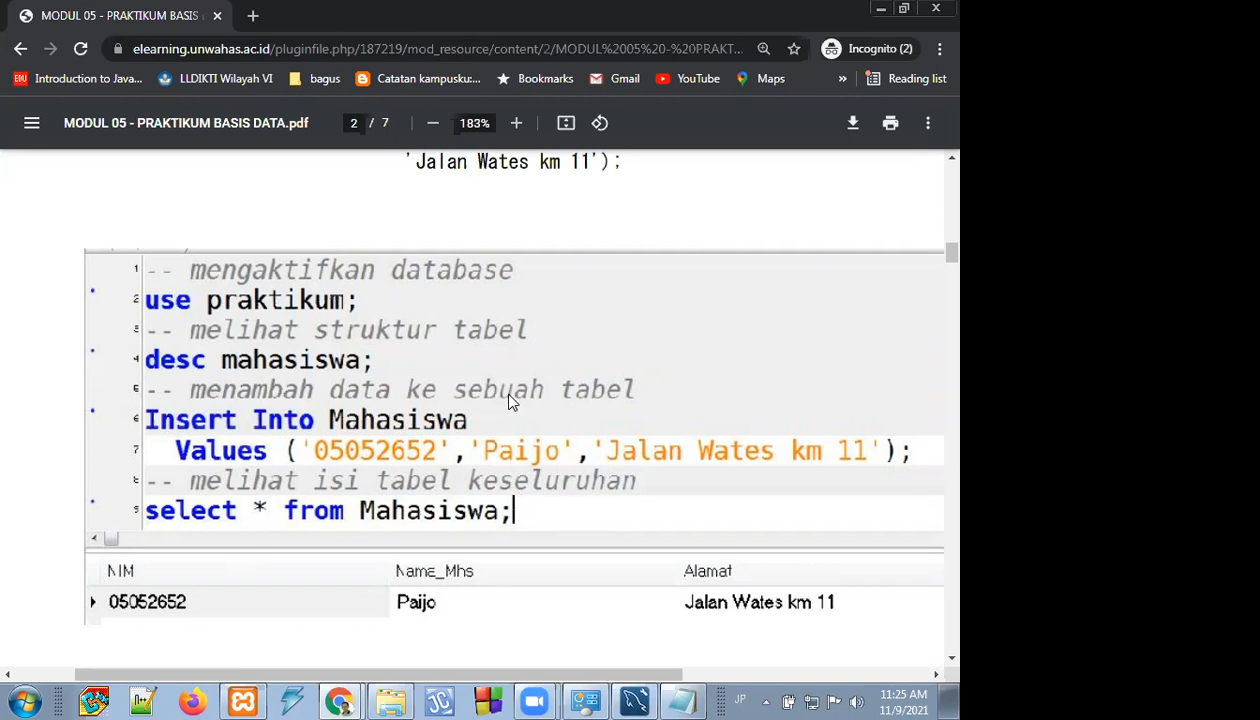 MODUL 05 - PRAKTIKUM BASIS
elearning.unwahas.ac.id/pluginfile.php/187219/mod_resource/content/2/MODUL%2005%20-%20PRAKT...
Incognito (2)
Introduction to Java...
LLDIKTI Wilayah VI
bagus
Catatan kampusku:...
Bookmarks
Gmail
YouTube
Maps
»
Reading list
MODUL 05 - PRAKTIKUM BASIS DATA.pdf
2 / 7
183%
'Jalan Wates km 11');
1 -- mengaktifkan database
2 use praktikum;
3 -- melihat struktur tabel
4 desc mahasiswa;
5 -- menambah data ke sebuah tabel
6 Insert Into Mahasiswa
7 Values ('05052652','Paijo','Jalan Wates km 11');
8 -- melihat isi tabel keseluruhan
9 select * from Mahasiswa;
NIM Name_Mhs Alamat
05052652 Paijo Jalan Wates km 11
JP
11:25 AM
11/9/2021